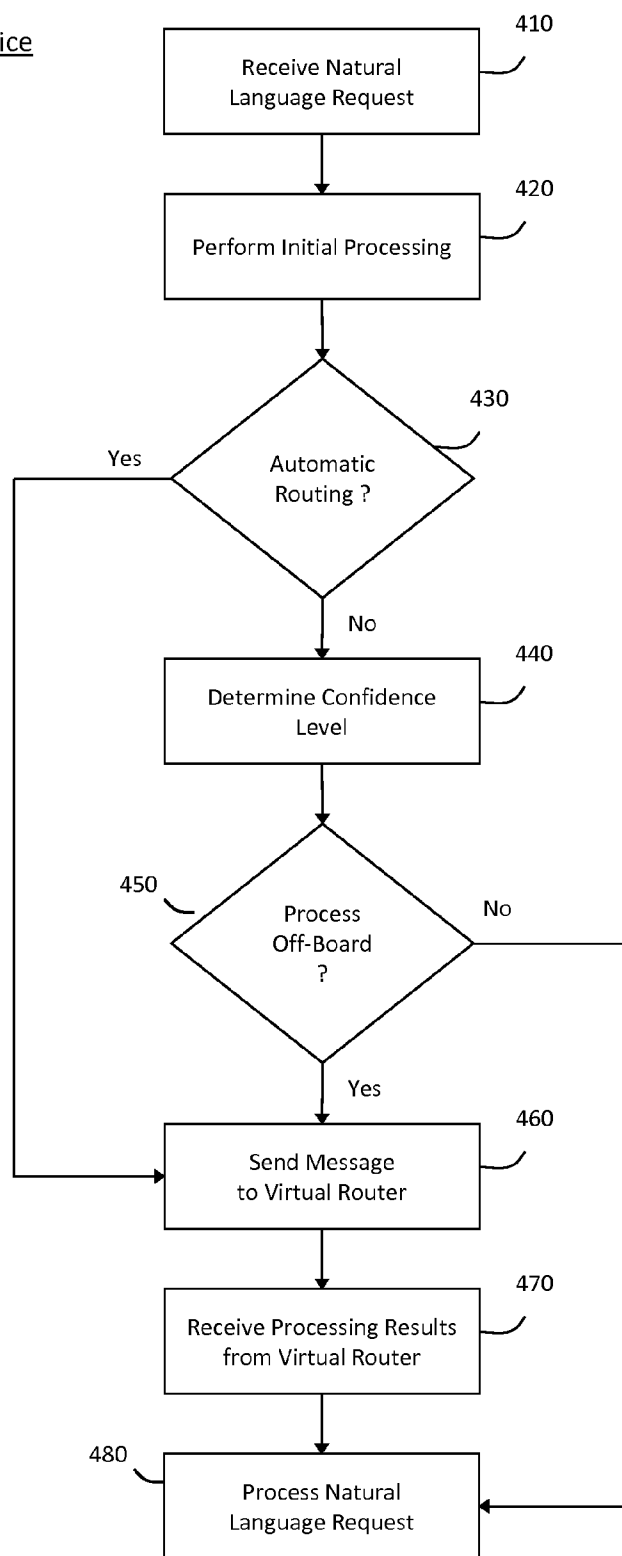 410
ice
Receive Natural
Language Request
420
Perform Initial Processing
430
Yes
Automatic
Routing ?
No
440
Determine Confidence
Level
450
No
Process
Off-Board
?
Yes
460
Send Message
to Virtual Router
470
Receive Processing Results
from Virtual Router
480
Process Natural
Language Request